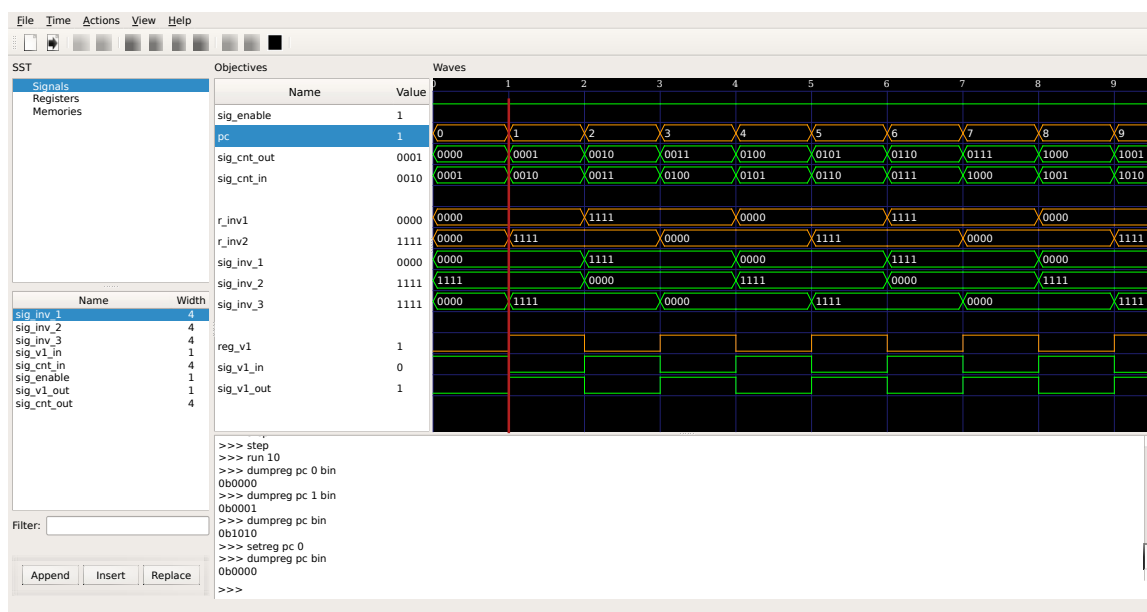 File Time Actions View Help
SST Objectives Waves
Signals
Registers
Memories
Name Value
0 1 2 3 4 5 6 7 8 9
sig_enable 1
pc 1 0 1 2 3 4 5 6 7 8 9
sig_cnt_out 0001 0000 0001 0010 0011 0100 0101 0110 0111 1000 1001
sig_cnt_in 0010 0001 0010 0011 0100 0101 0110 0111 1000 1001 1010
r_inv1 0000 0000 1111 0000 1111 0000
r_inv2 1111 0000 1111 0000 1111 0000 1111
sig_inv_1 0000 0000 1111 0000 1111 0000
sig_inv_2 1111 1111 0000 1111 0000 1111
sig_inv_3 1111 0000 1111 0000 1111 0000 1111
reg_v1 1
sig_v1_in 0
sig_v1_out 1
Name Width
sig_inv_1 4
sig_inv_2 4
sig_inv_3 4
sig_v1_in 1
sig_cnt_in 4
sig_enable 1
sig_v1_out 1
sig_cnt_out 4
Filter:
Append Insert Replace
>>> step
>>> run 10
>>> dumpreg pc 0 bin
0b0000
>>> dumpreg pc 1 bin
0b0001
>>> dumpreg pc bin
0b1010
>>> setreg pc 0
>>> dumpreg pc bin
0b0000
>>>